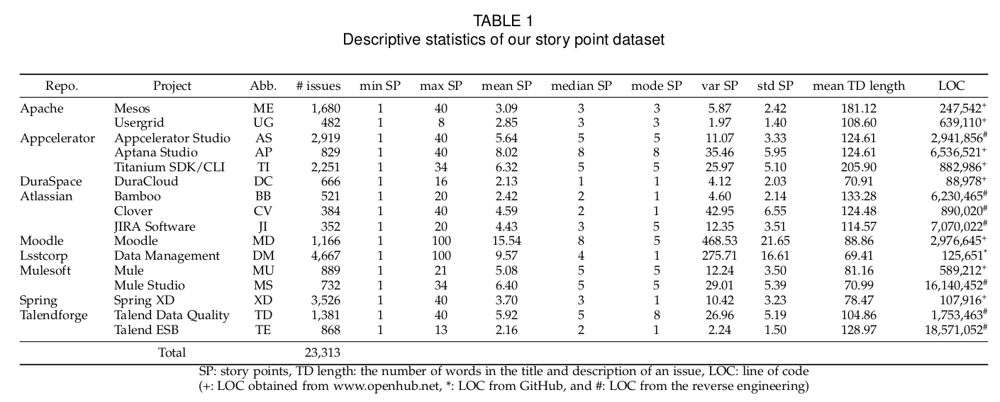 TABLE 1
Descriptive statistics of our story point dataset
Repo. Project Abb. # issues min SP max SP mean SP median SP mode SP var SP std SP mean TD length LOC
Apache Mesos ME 1,680 1 40 3.09 3 3 5.87 2.42 181.12 247,542+
Usergrid UG 482 1 8 2.85 3 3 1.97 1.40 108.60 639,110+
Appcelerator Appcelerator Studio AS 2,919 1 40 5.64 5 5 11.07 3.33 124.61 2,941,856#
Aptana Studio AP 829 1 40 8.02 8 8 35.46 5.95 124.61 6,536,521+
Titanium SDK/CLI TI 2,251 1 34 6.32 5 5 25.97 5.10 205.90 882,986+
DuraSpace DuraCloud DC 666 1 16 2.13 1 1 4.12 2.03 70.91 88,978+
Atlassian Bamboo BB 521 1 20 2.42 2 1 4.60 2.14 133.28 6,230,465#
Clover CV 384 1 40 4.59 2 1 42.95 6.55 124.48 890,020#
JIRA Software JI 352 1 20 4.43 3 5 12.35 3.51 114.57 7,070,022#
Moodle Moodle MD 1,166 1 100 15.54 8 5 468.53 21.65 88.86 2,976,645+
Lsstcorp Data Management DM 4,667 1 100 9.57 4 1 275.71 16.61 69.41 125,651*
Mulesoft Mule MU 889 1 21 5.08 5 5 12.24 3.50 81.16 589,212+
Mule Studio MS 732 1 34 6.40 5 5 29.01 5.39 70.99 16,140,452#
Spring Spring XD XD 3,526 1 40 3.70 3 1 10.42 3.23 78.47 107,916+
Talendforge Talend Data Quality TD 1,381 1 40 5.92 5 8 26.96 5.19 104.86 1,753,463#
Talend ESB TE 868 1 13 2.16 2 1 2.24 1.50 128.97 18,571,052#
Total 23,313
SP: story points, TD length: the number of words in the title and description of an issue, LOC: line of code
(+: LOC obtained from www.openhub.net, *: LOC from GitHub, and #: LOC from the reverse engineering)